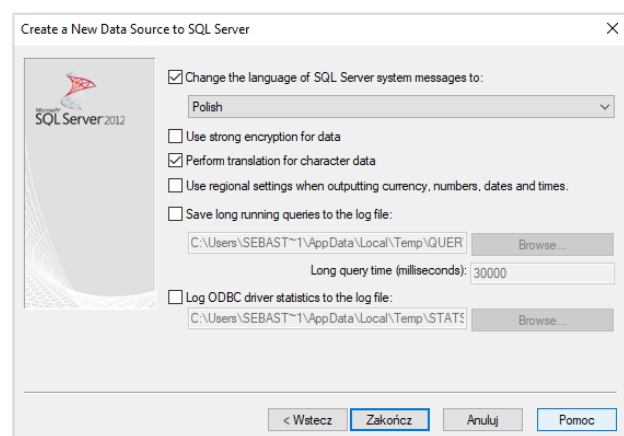 Create a New Data Source to SQL Server
Microsoft
SQL Server 2012
Change the language of SQL Server system messages to:
Polish
Use strong encryption for data
Perform translation for character data
Use regional settings when outputting currency, numbers, dates and times.
Save long running queries to the log file:
C:\Users\SEBAST~1\AppData\Local\Temp\QUER Browse...
Long query time (milliseconds): 30000
Log ODBC driver statistics to the log file:
C:\Users\SEBAST~1\AppData\Local\Temp\STATS Browse...
< Wstecz Zakończ Anuluj Pomoc